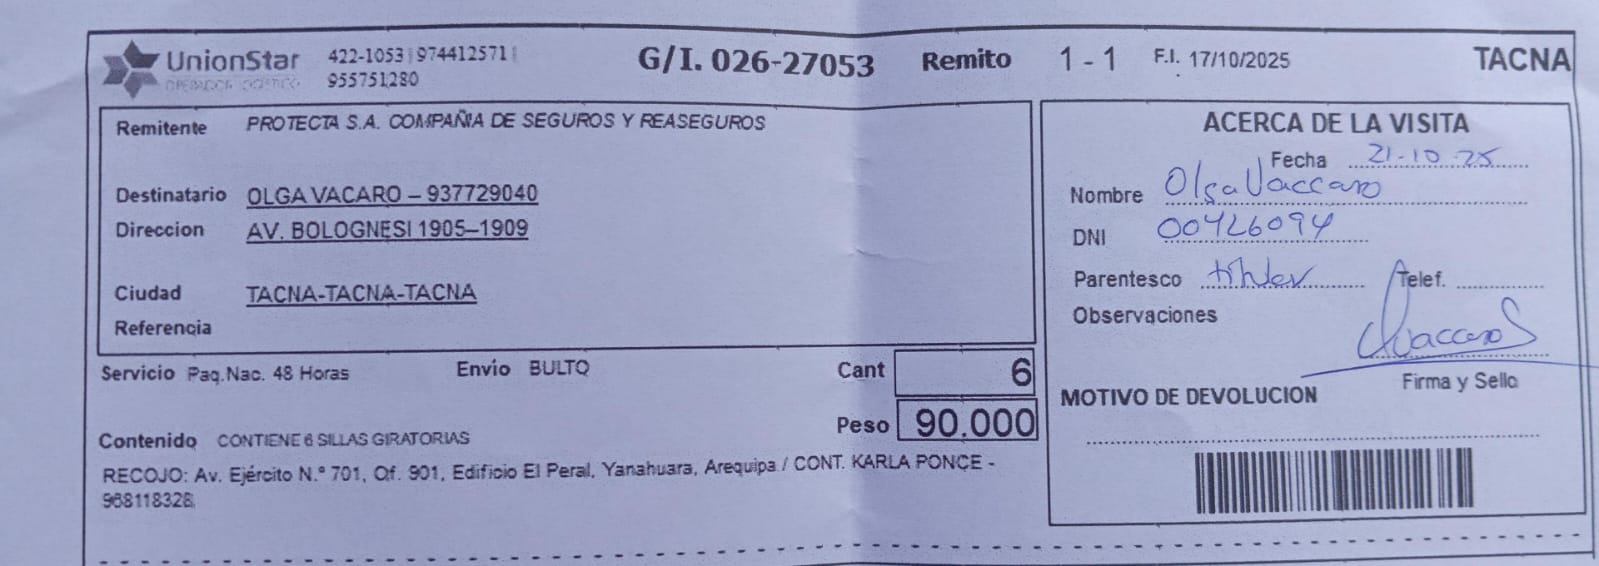 UnionStar 422-1053 974412571
OPERADOR LOGISTICO 955751280
G/I. 026-27053 Remito 1 - 1 F.I. 17/10/2025 TACNA
Remitente PROTECTA S.A. COMPAÑIA DE SEGUROS Y REASEGUROS
Destinatario OLGA VACARO – 937729040
Direccion AV. BOLOGNESI 1905–1909
Ciudad TACNA-TACNA-TACNA
Referencia
Servicio Paq.Nac. 48 Horas Envío BULTO Cant 6
Peso 90.000
Contenido CONTIENE 6 SILLAS GIRATORIAS
RECOJO: Av. Ejército N.° 701, Of. 901, Edificio El Peral, Yanahuara, Arequipa / CONT. KARLA PONCE -
968118328
ACERCA DE LA VISITA
Fecha 21-10-25
Nombre Olga Vaccaro
DNI 00426094
Parentesco titular Telef.
Observaciones
Vaccaro
Firma y Sello
MOTIVO DE DEVOLUCION